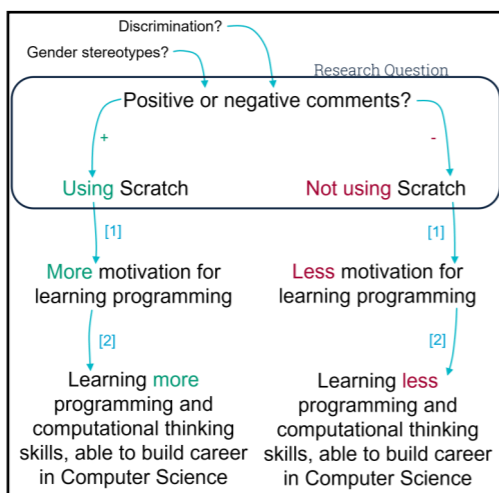 Discrimination?
Gender stereotypes?
Research Question
Positive or negative comments?
+
-
Using Scratch
Not using Scratch
[1]
[1]
More motivation for
learning programming
Less motivation for
learning programming
[2]
[2]
Learning more
programming and
computational thinking
skills, able to build career
in Computer Science
Learning less
programming and
computational thinking
skills, able to build career
in Computer Science